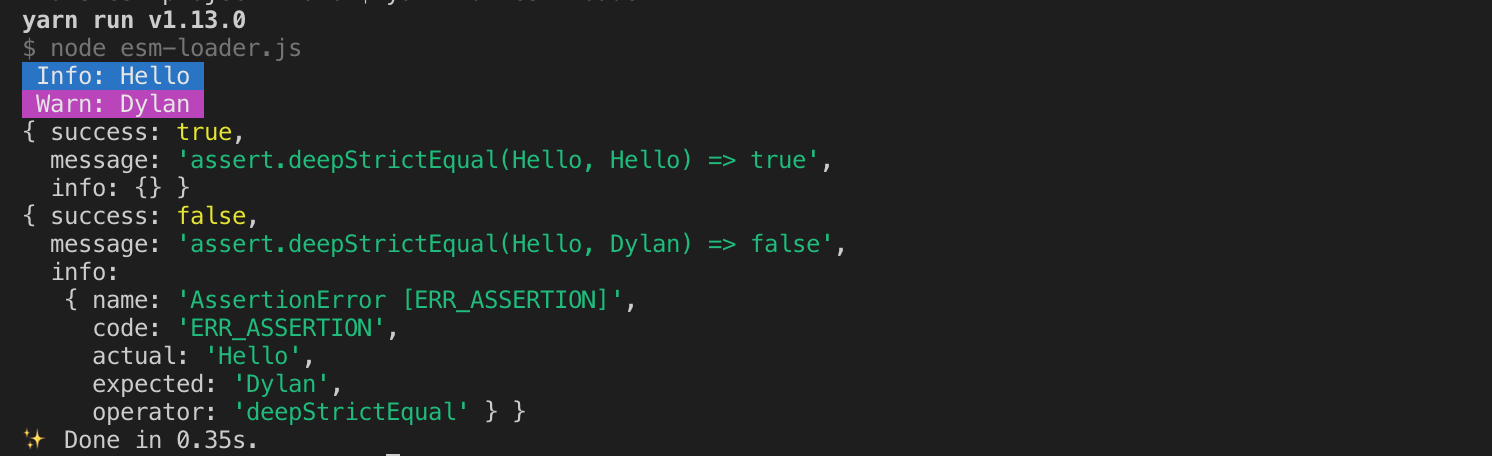 yarn run v1.13.0
$ node esm-loader.js
Info: Hello
Warn: Dylan
{ success: true,
message: 'assert.deepStrictEqual(Hello, Hello) => true',
info: {} }
{ success: false,
message: 'assert.deepStrictEqual(Hello, Dylan) => false',
info:
{ name: 'AssertionError [ERR_ASSERTION]',
code: 'ERR_ASSERTION',
actual: 'Hello',
expected: 'Dylan',
operator: 'deepStrictEqual' } }
✨ Done in 0.35s.